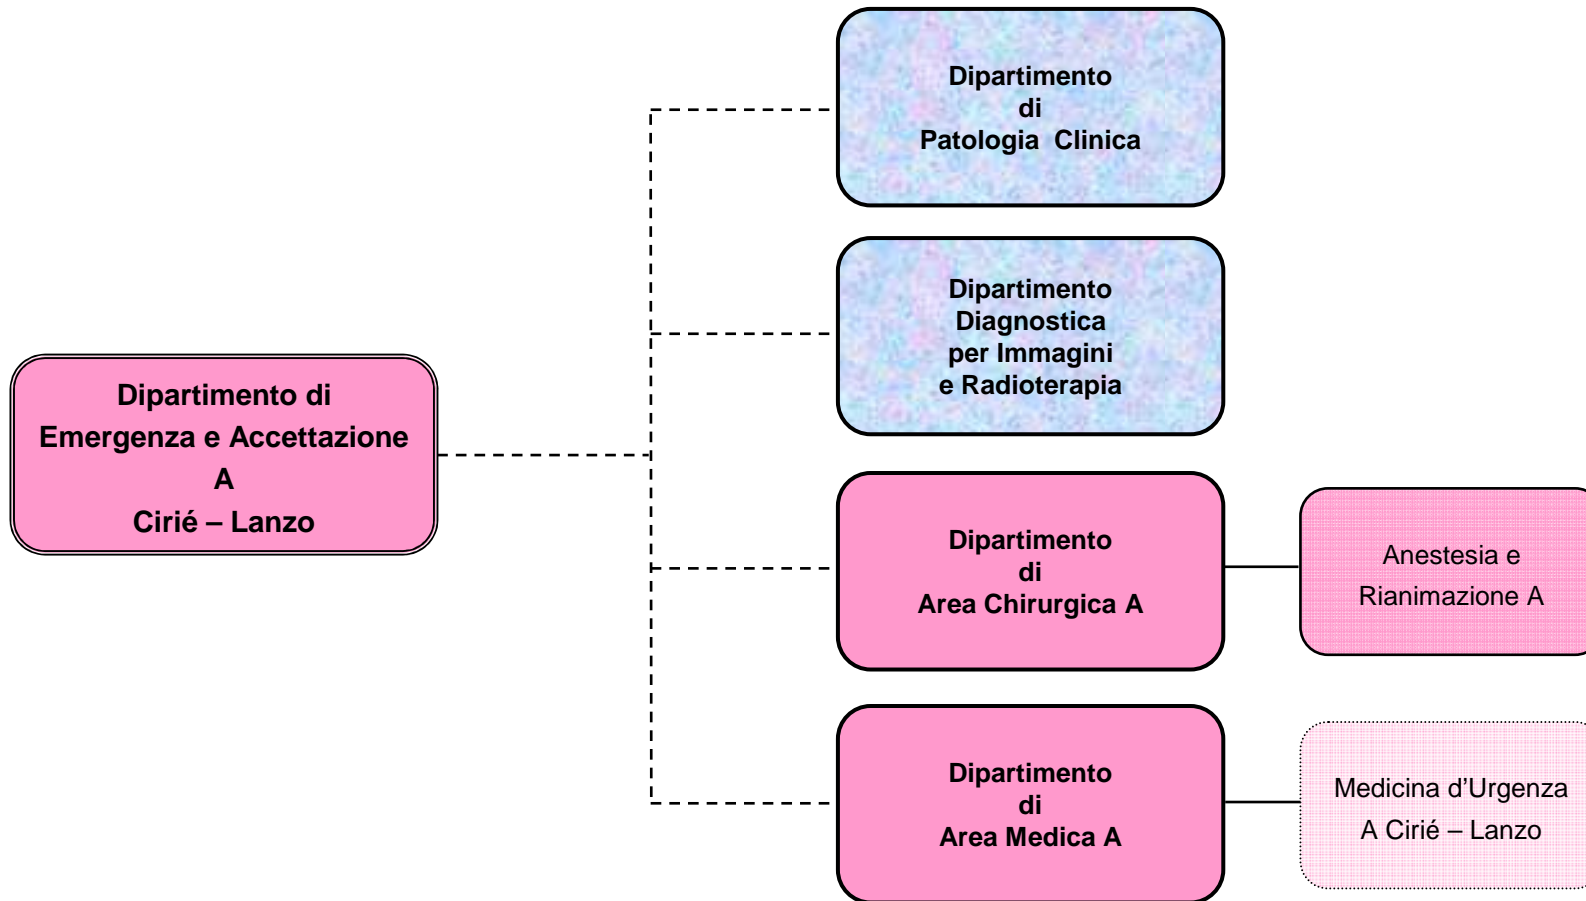 Dipartimento
di
Patologia Clinica
Dipartimento
Diagnostica
per Immagini
e Radioterapia
Dipartimento di
Emergenza e Accettazione
A
Cirié – Lanzo
Dipartimento
di
Area Chirurgica A
Anestesia e
Rianimazione A
Dipartimento
di
Area Medica A
Medicina d’Urgenza
A Cirié – Lanzo